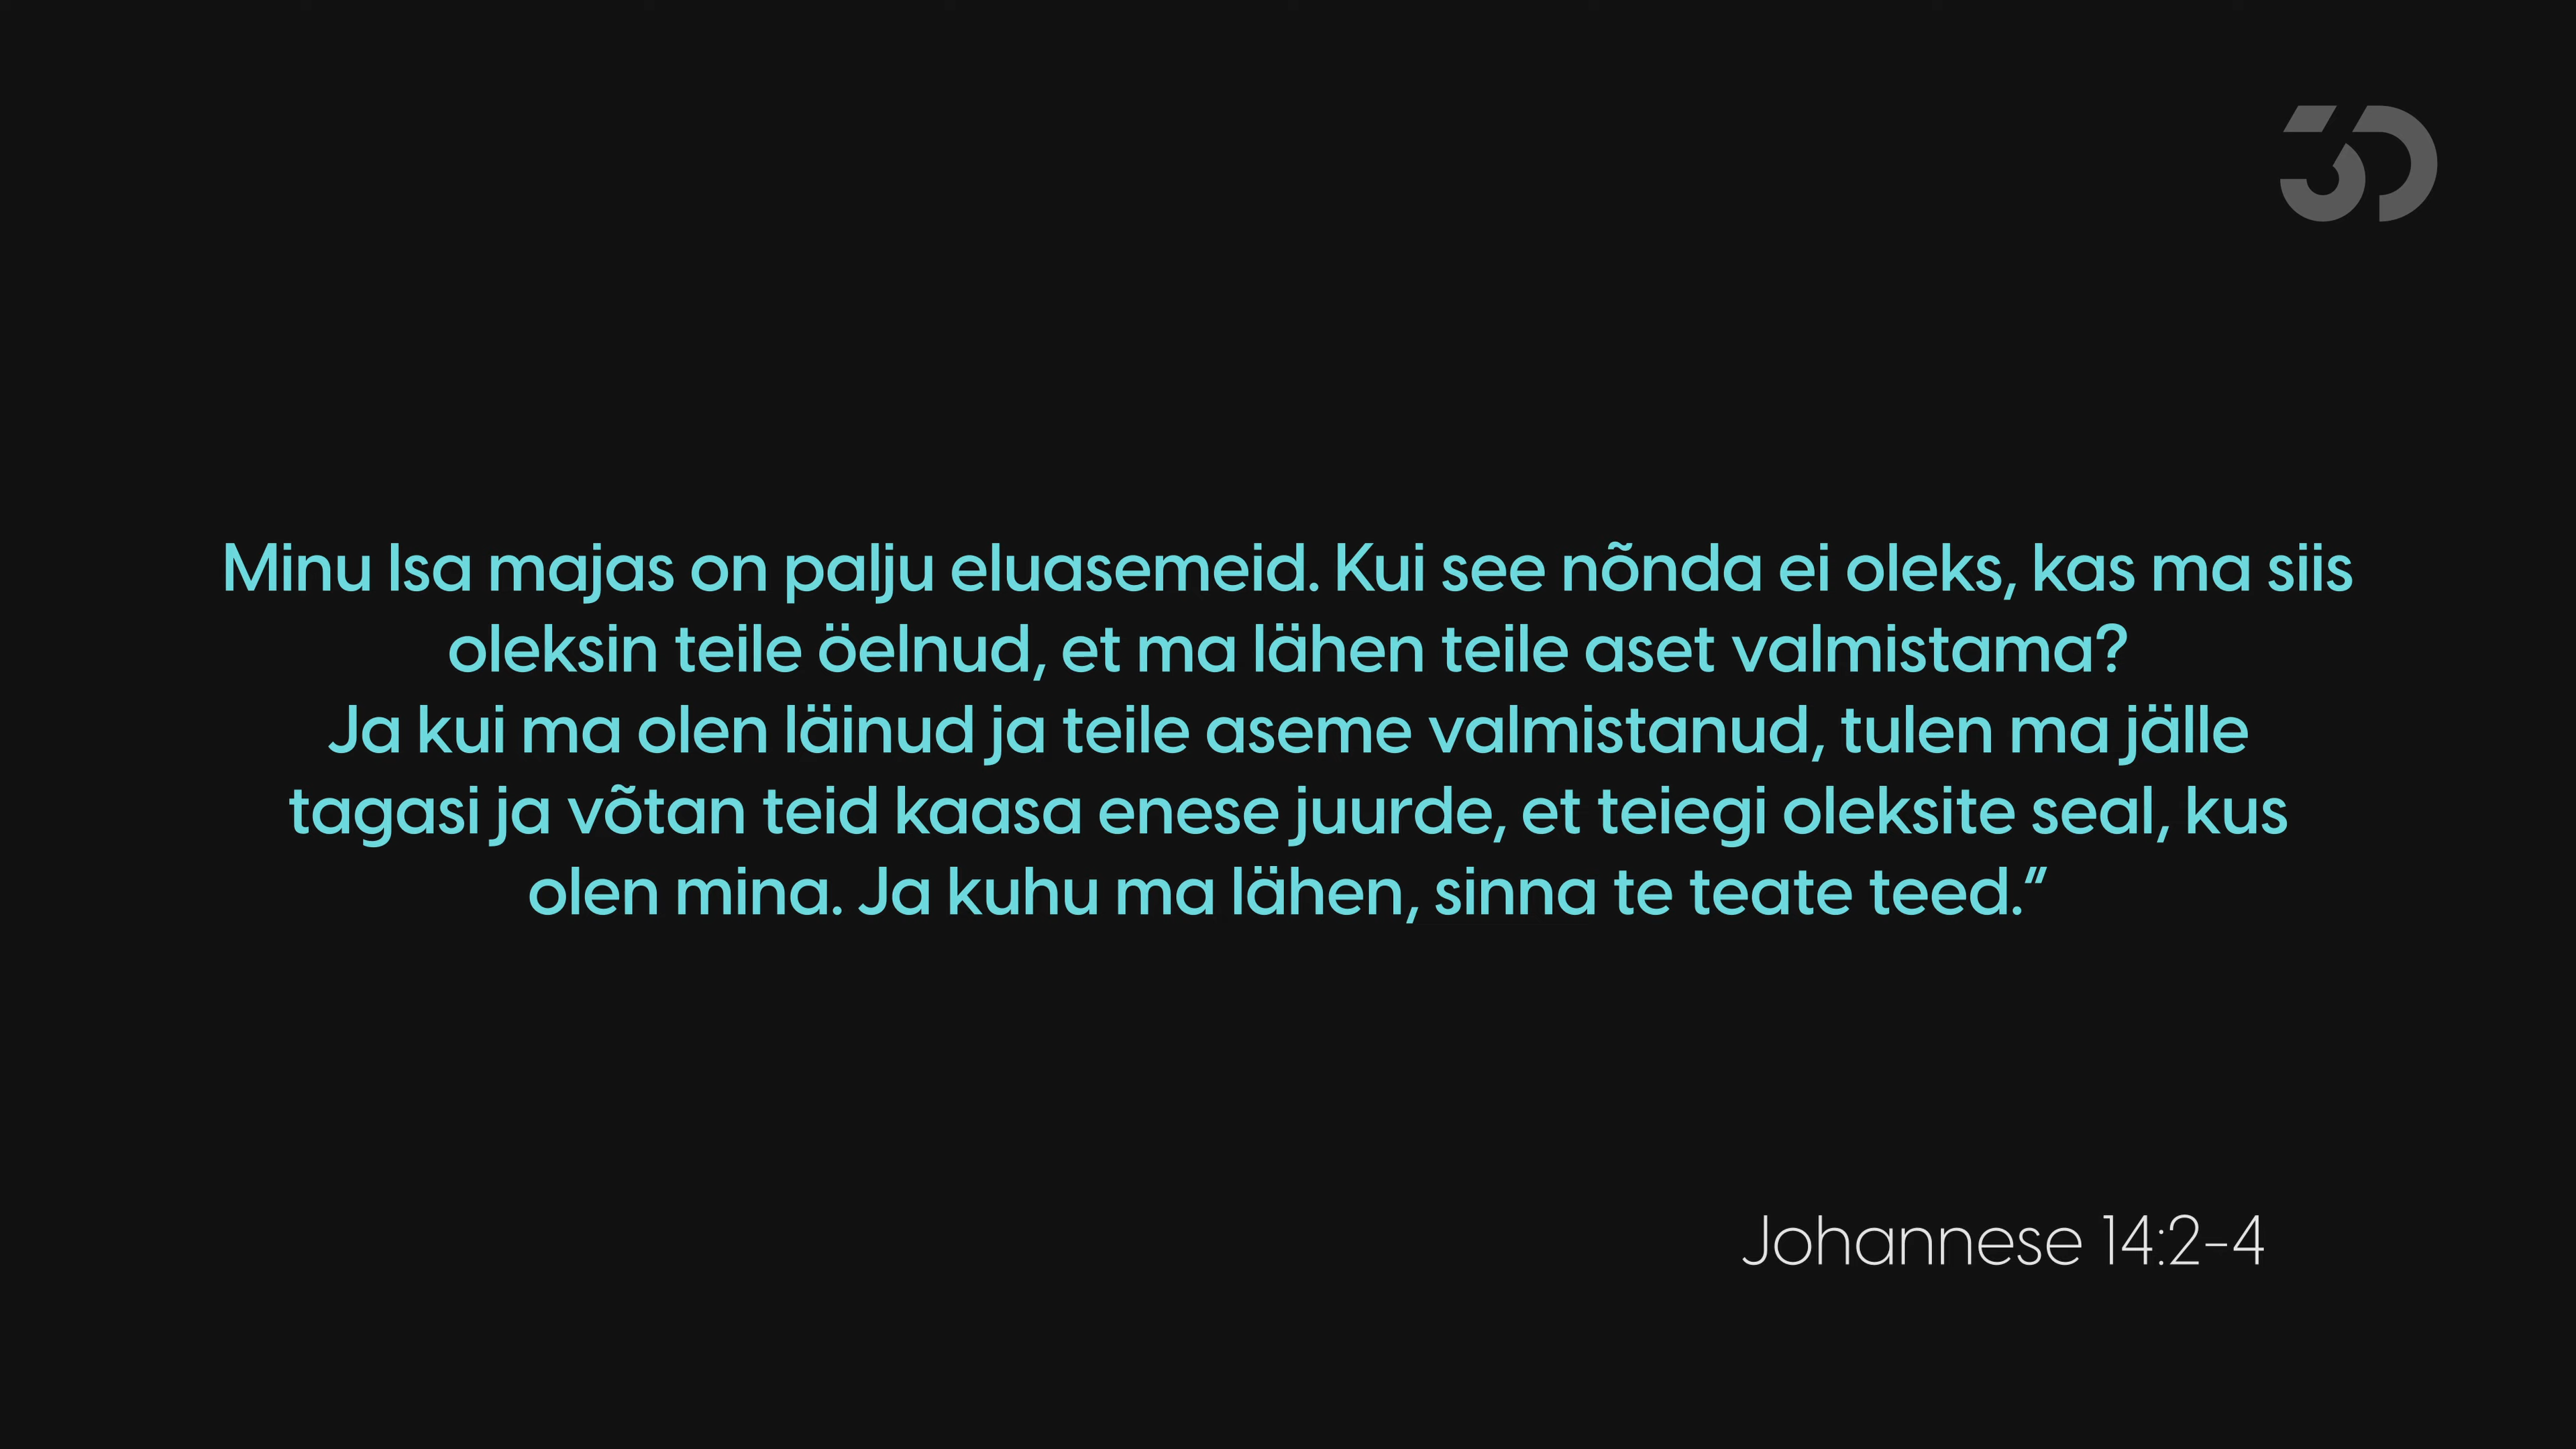 3D
Minu Isa majas on palju eluasemeid. Kui see nõnda ei oleks, kas ma siis
oleksin teile öelnud, et ma lähen teile aset valmistama?
Ja kui ma olen läinud ja teile aseme valmistanud, tulen ma jälle
tagasi ja võtan teid kaasa enese juurde, et teiegi oleksite seal, kus
olen mina. Ja kuhu ma lähen, sinna te teate teed.”
Johannese 14:2-4